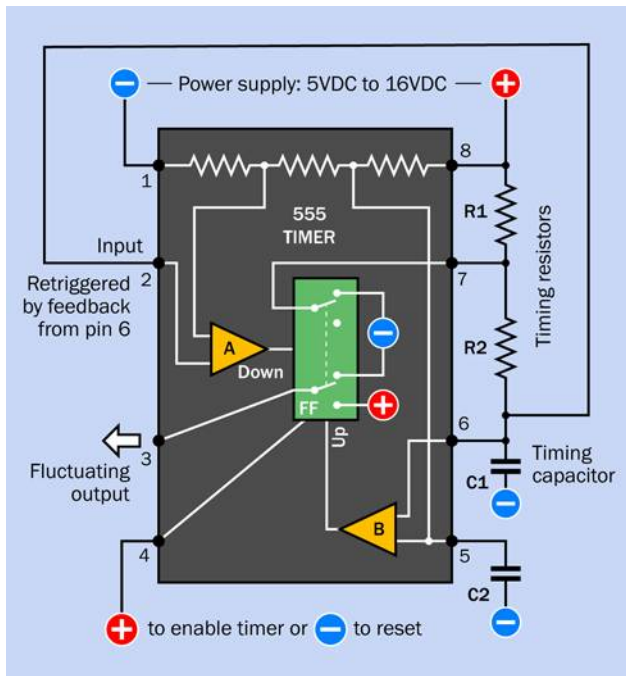 − Power supply: 5VDC to 16VDC +
8
1
R1
555
TIMER
Input
2
7
Timing resistors
Retriggered
by feedback
from pin 6
−
A
Down
R2
FF
+
Up
6
3
Timing
capacitor
C1
−
Fluctuating
output
B
4
5
C2
−
+ to enable timer or − to reset